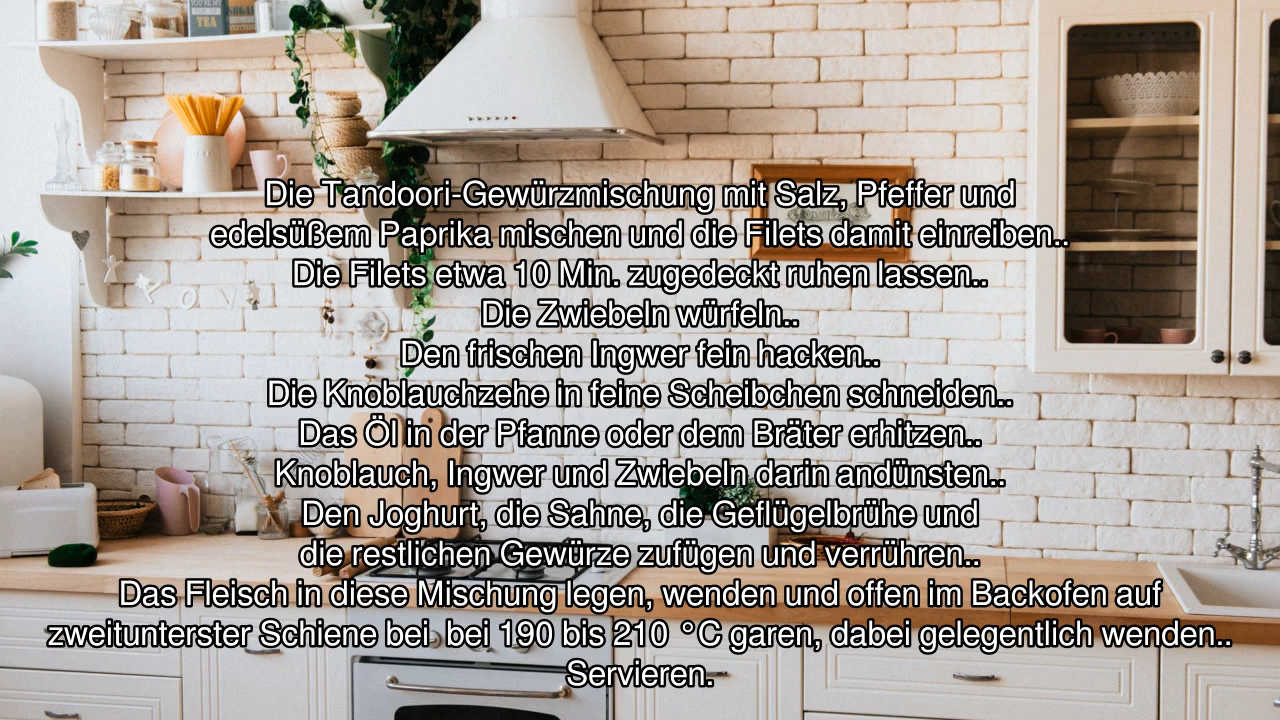 TEA
Die Tandoori-Gewürzmischung mit Salz, Pfeffer und
edelsüßem Paprika mischen und die Filets damit einreiben..
Die Filets etwa 10 Min. zugedeckt ruhen lassen..
Die Zwiebeln würfeln..
Den frischen Ingwer fein hacken..
Die Knoblauchzehe in feine Scheibchen schneiden..
Das Öl in der Pfanne oder dem Bräter erhitzen..
Knoblauch, Ingwer und Zwiebeln darin andünsten..
Den Joghurt, die Sahne, die Geflügelbrühe und
die restlichen Gewürze zufügen und verrühren..
Das Fleisch in diese Mischung legen, wenden und offen im Backofen auf
zweitunterster Schiene bei  bei 190 bis 210 °C garen, dabei gelegentlich wenden..
Servieren.